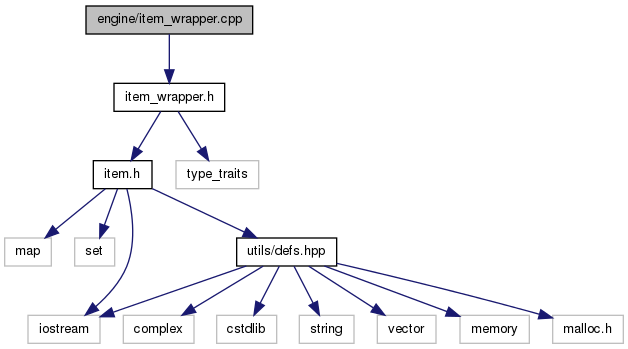 engine/item_wrapper.cpp
item_wrapper.h
item.h
type_traits
map
set
utils/defs.hpp
iostream
complex
cstdlib
string
vector
memory
malloc.h